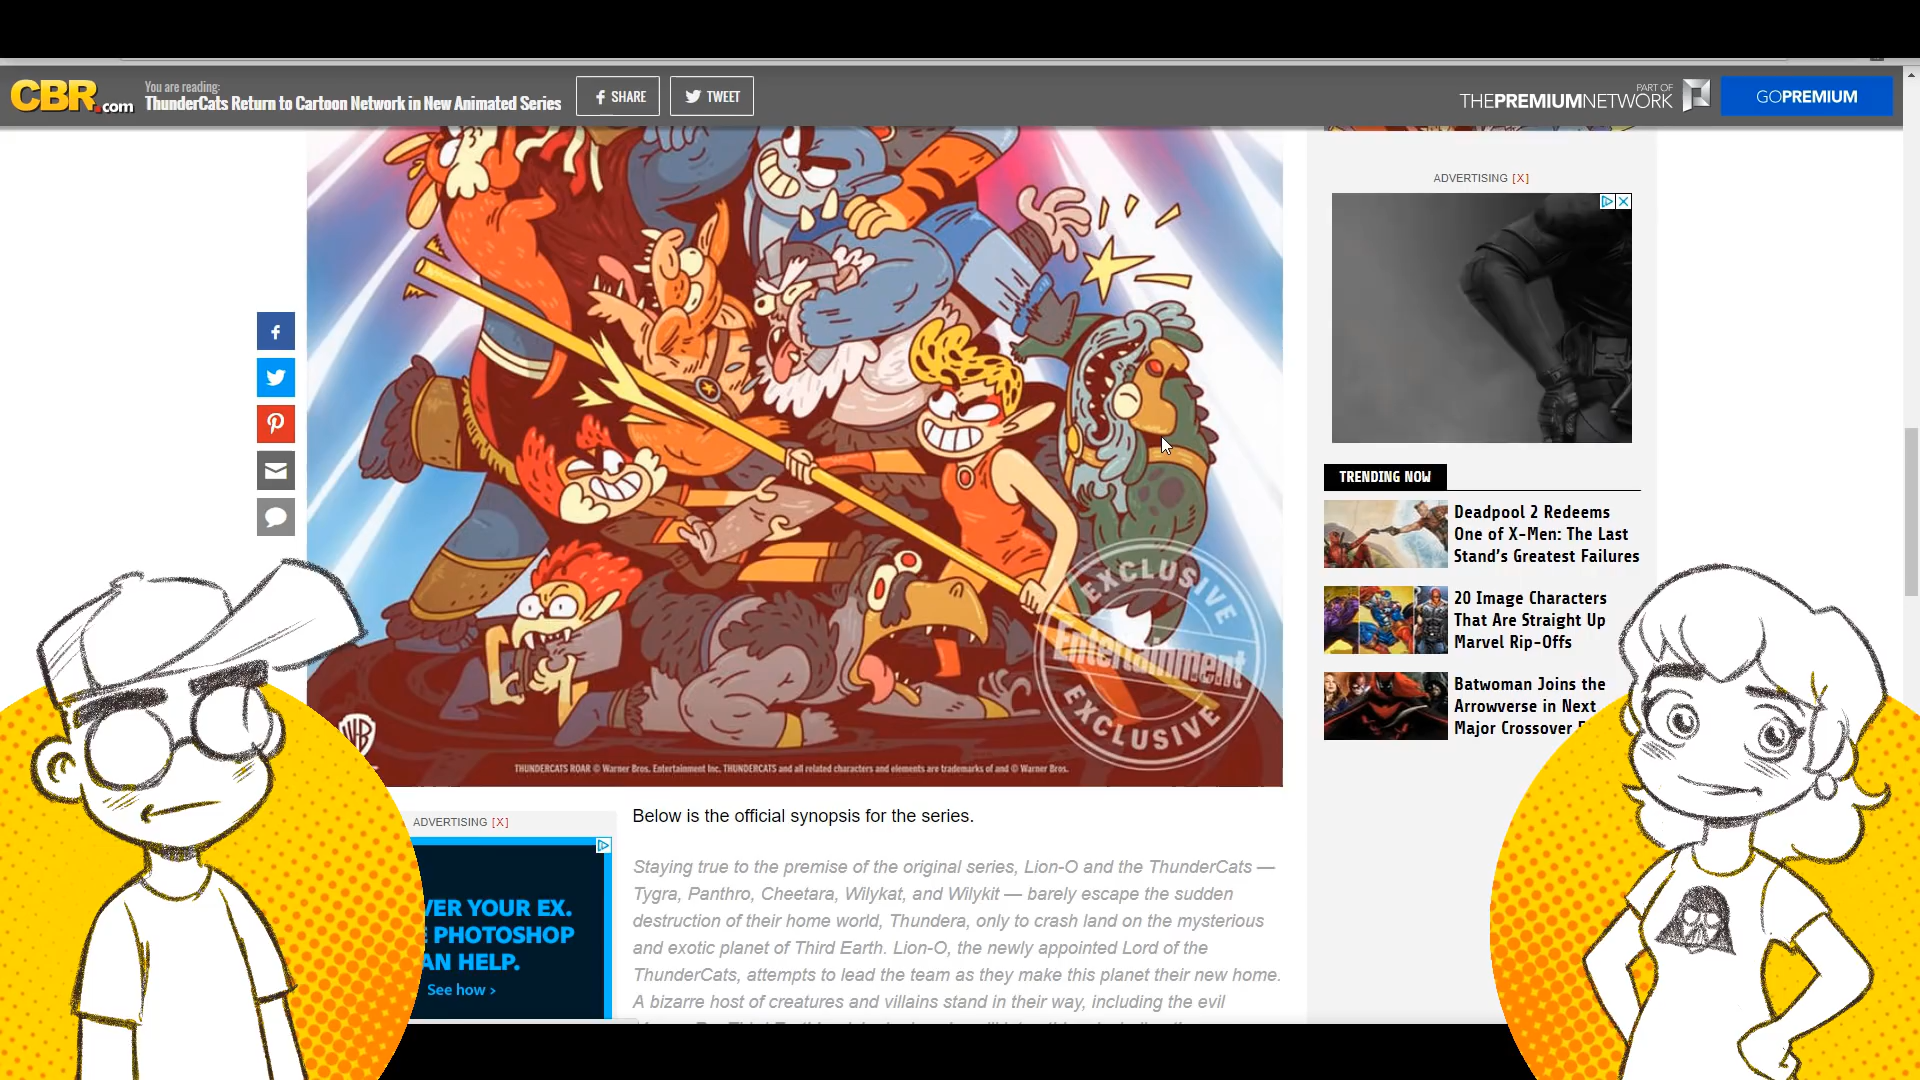 CBR.com
You are reading:
ThunderCats Return to Cartoon Network in New Animated Series
SHARE
TWEET
PART OF
THEPREMIUMNETWORK
GOPREMIUM
ADVERTISING [X]
TRENDING NOW
Deadpool 2 Redeems
One of X-Men: The Last
Stand's Greatest Failures
20 Image Characters
That Are Straight Up
Marvel Rip-Offs
Batwoman Joins the
Arrowverse in Next
Major Crossover
EXCLUSIVE
Entertainment
EXCLUSIVE
WB
THUNDERCATS ROAR © Warner Bros. Entertainment Inc. THUNDERCATS and all related characters and elements are trademarks of and © Warner Bros.
ADVERTISING [X]
VER YOUR EX.
PHOTOSHOP
AN HELP.
See how >
Below is the official synopsis for the series.
Staying true to the premise of the original series, Lion-O and the ThunderCats —
Tygra, Panthro, Cheetara, Wilykat, and Wilykit — barely escape the sudden
destruction of their home world, Thundera, only to crash land on the mysterious
and exotic planet of Third Earth. Lion-O, the newly appointed Lord of the
ThunderCats, attempts to lead the team as they make this planet their new home.
A bizarre host of creatures and villains stand in their way, including the evil